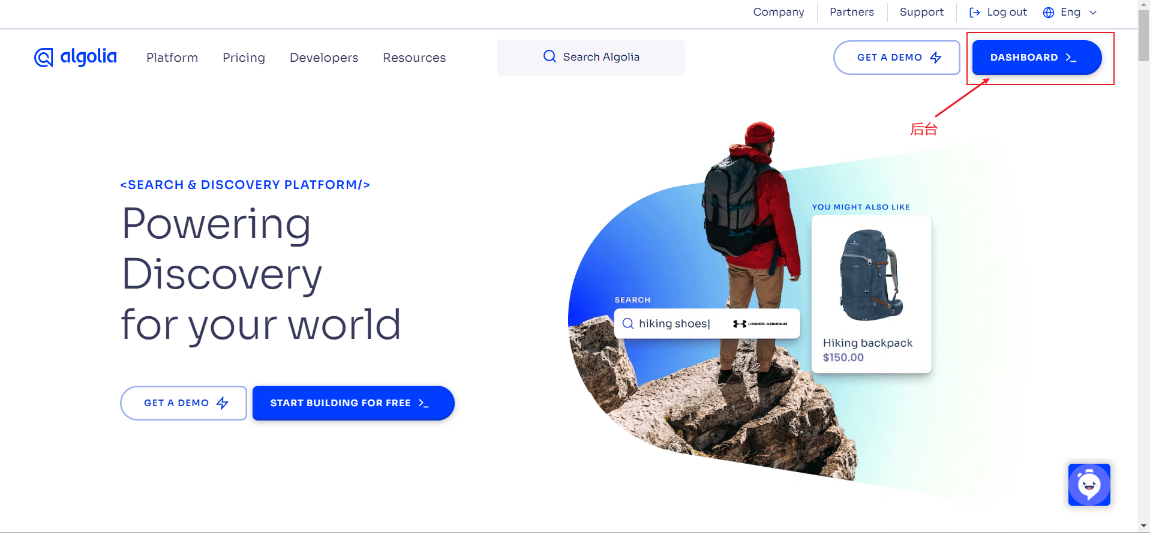 Company Partners Support Log out Eng
algolia Platform Pricing Developers Resources Search Algolia GET A DEMO DASHBOARD
后台
<SEARCH & DISCOVERY PLATFORM/>
Powering
Discovery
for your world
YOU MIGHT ALSO LIKE
SEARCH
hiking shoes| UNDER ARMOUR
Hiking backpack
$150.00
GET A DEMO START BUILDING FOR FREE